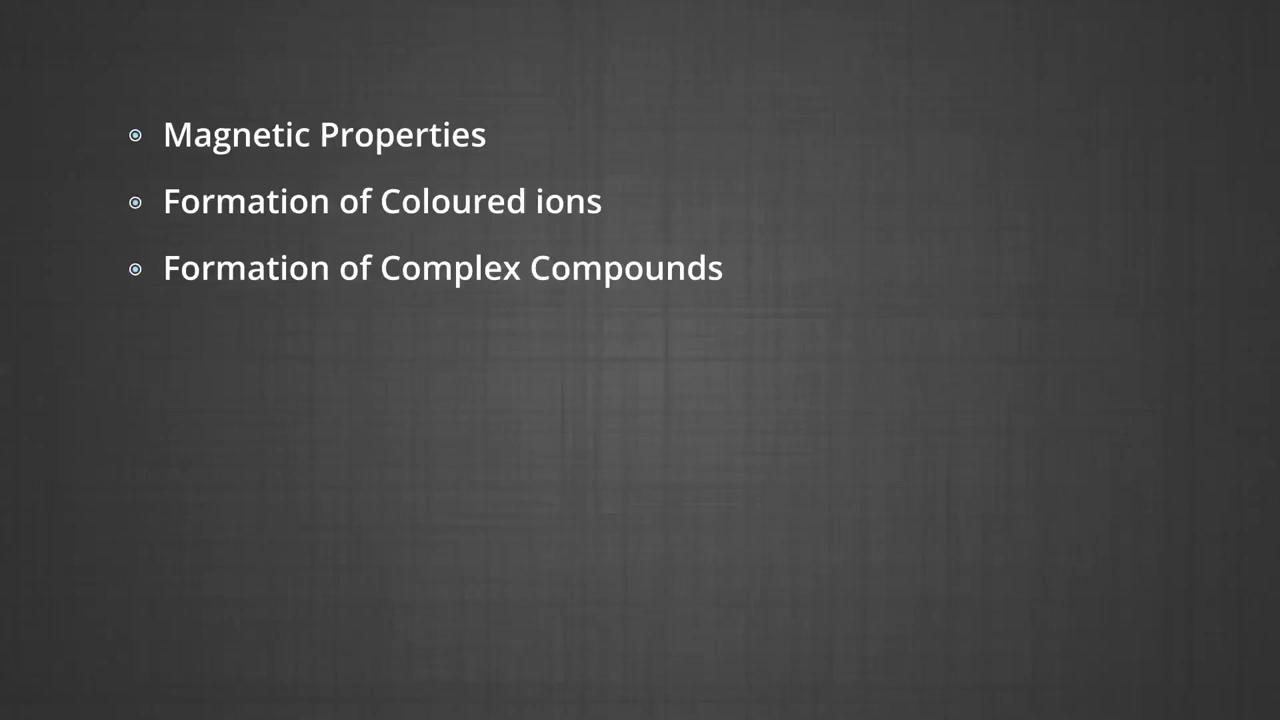 Magnetic Properties
Formation of Coloured ions
Formation of Complex Compounds